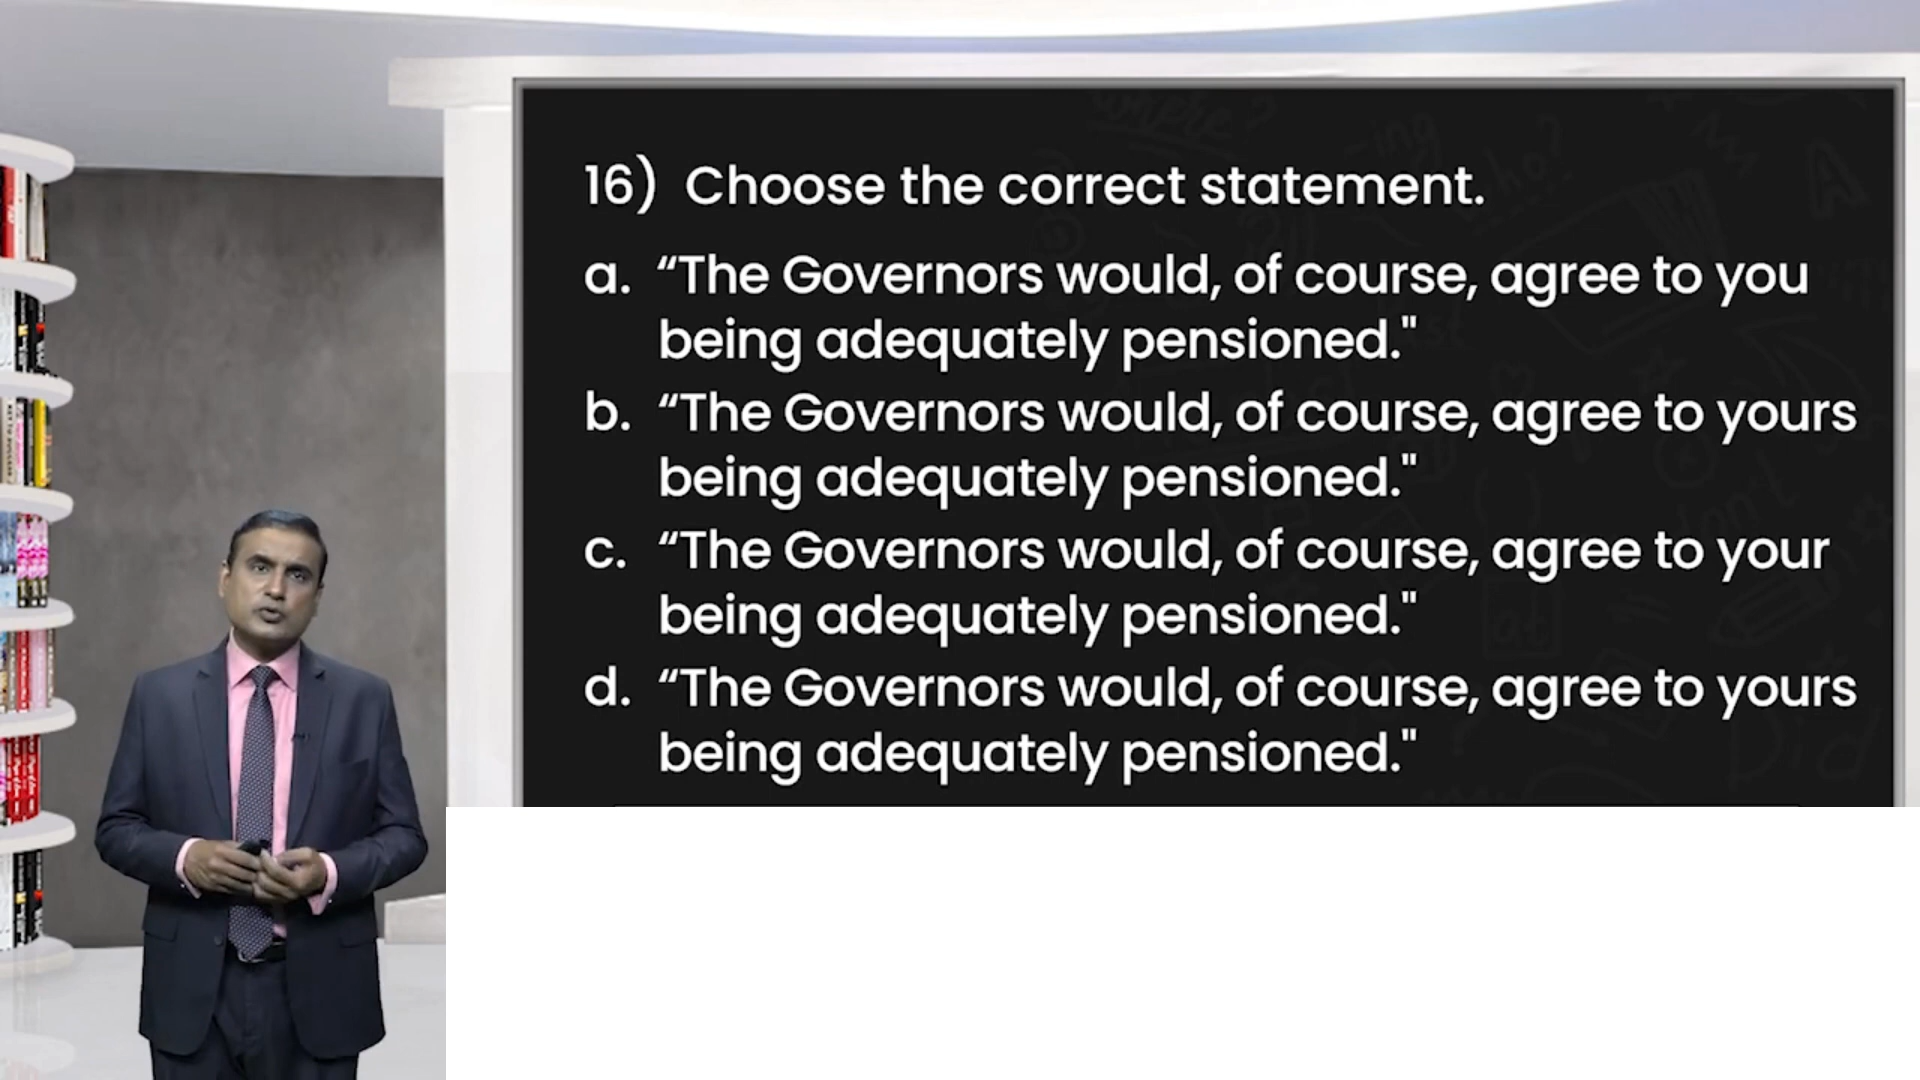 16) Choose the correct statement.
a. “The Governors would, of course, agree to you
being adequately pensioned."
b. “The Governors would, of course, agree to yours
being adequately pensioned."
c. “The Governors would, of course, agree to your
being adequately pensioned."
d. “The Governors would, of course, agree to yours
being adequately pensioned."